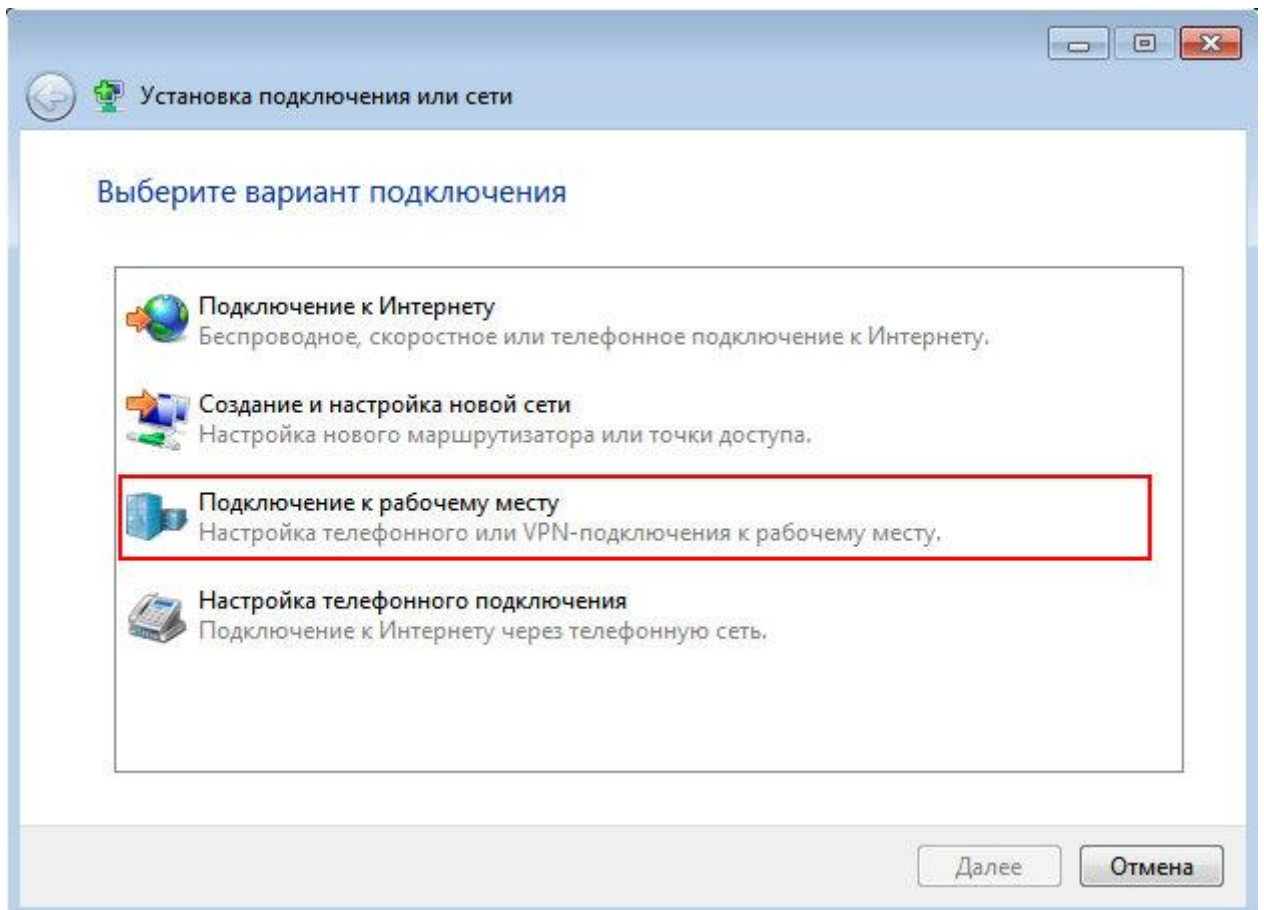 Установка подключения или сети
Выберите вариант подключения
Подключение к Интернету
Беспроводное, скоростное или телефонное подключение к Интернету.
Создание и настройка новой сети
Настройка нового маршрутизатора или точки доступа.
Подключение к рабочему месту
Настройка телефонного или VPN-подключения к рабочему месту.
Настройка телефонного подключения
Подключение к Интернету через телефонную сеть.
Далее
Отмена